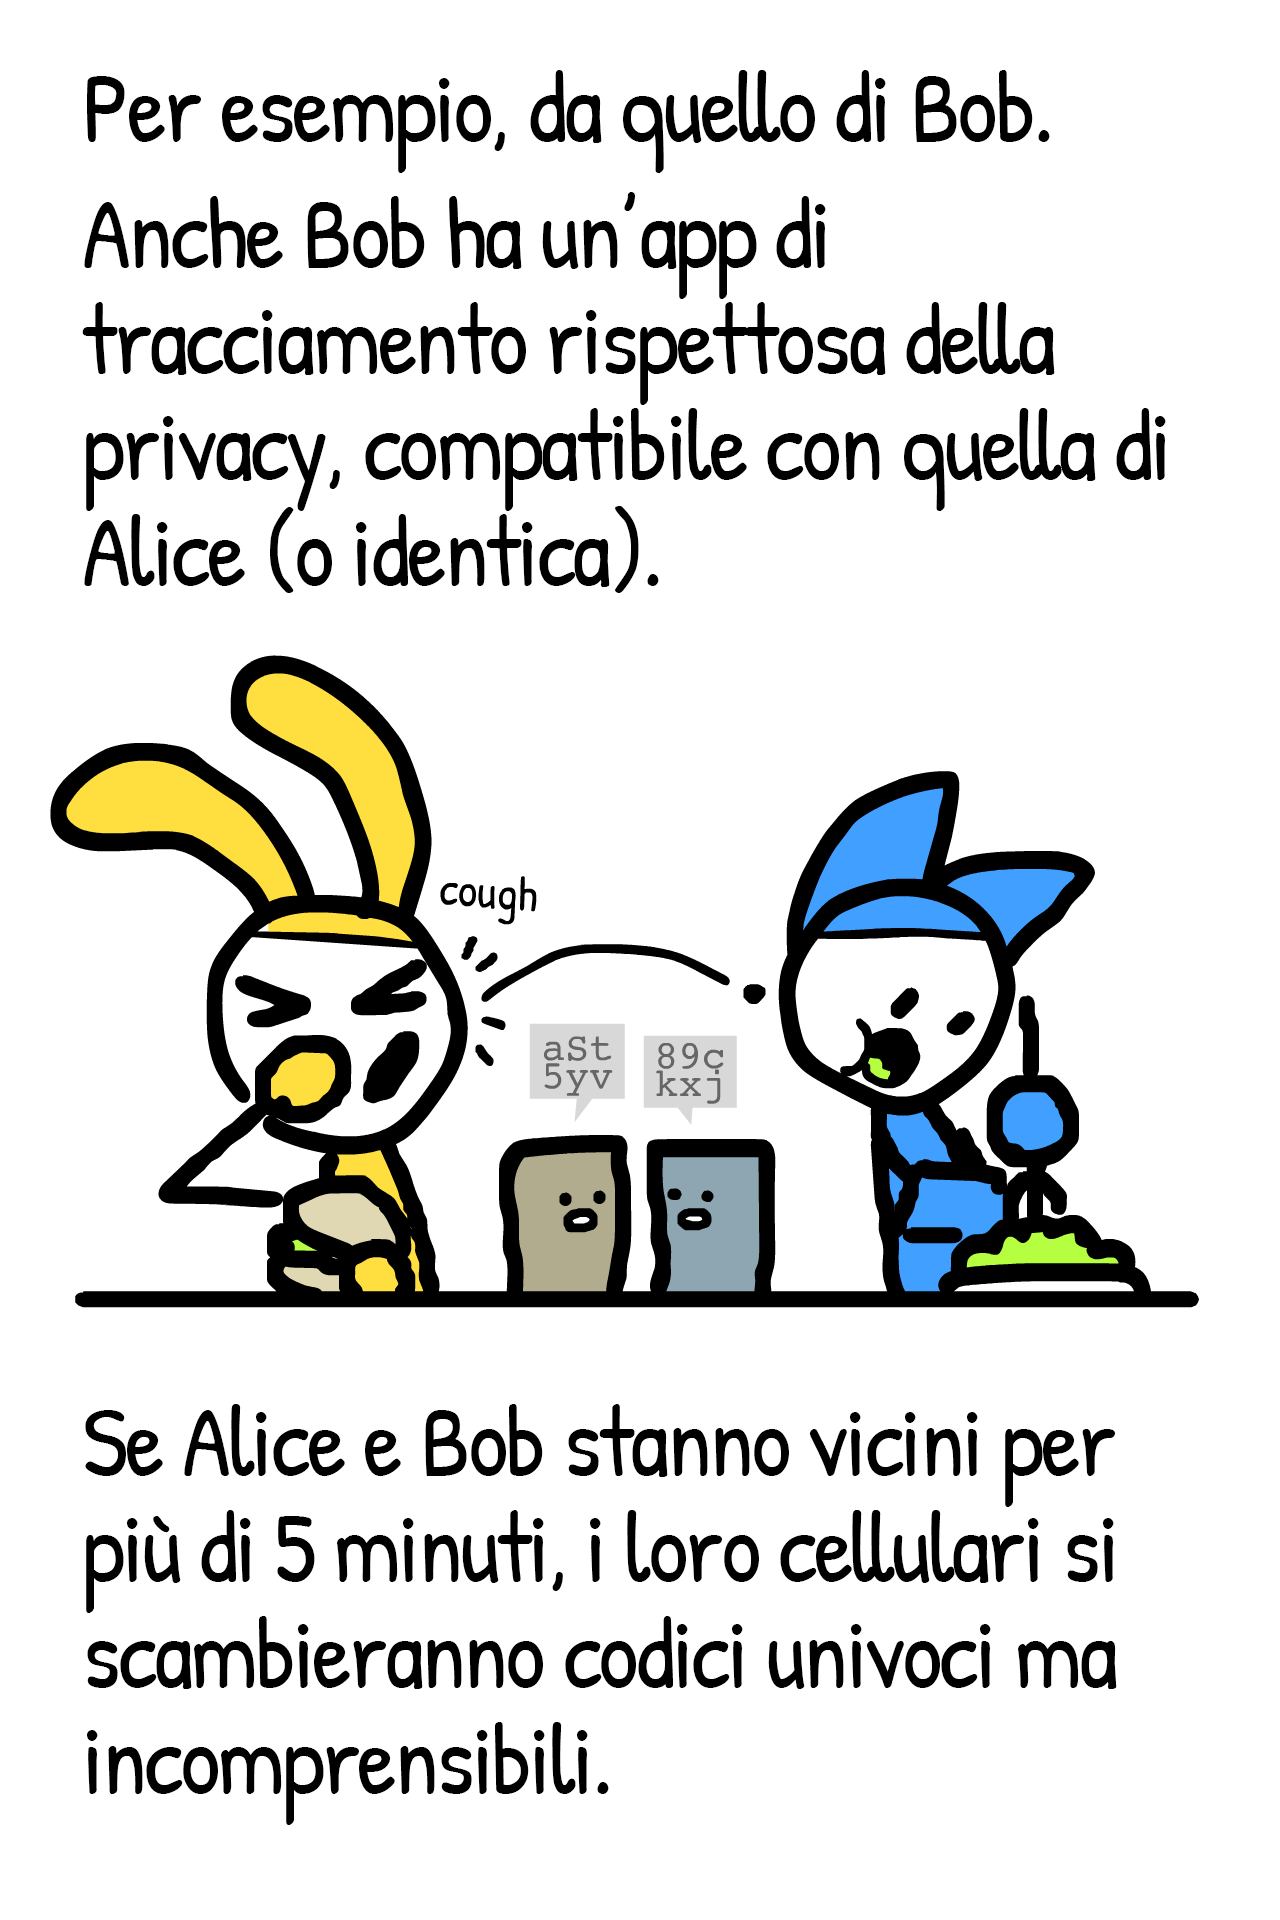 Per esempio, da quello di Bob.
Anche Bob ha un'app di
tracciamento rispettosa della
privacy, compatibile con quella di
Alice (o identica).
cough
aSt
5yv
89c
kxj
Se Alice e Bob stanno vicini per
più di 5 minuti, i loro cellulari si
scambieranno codici univoci ma
incomprensibili.